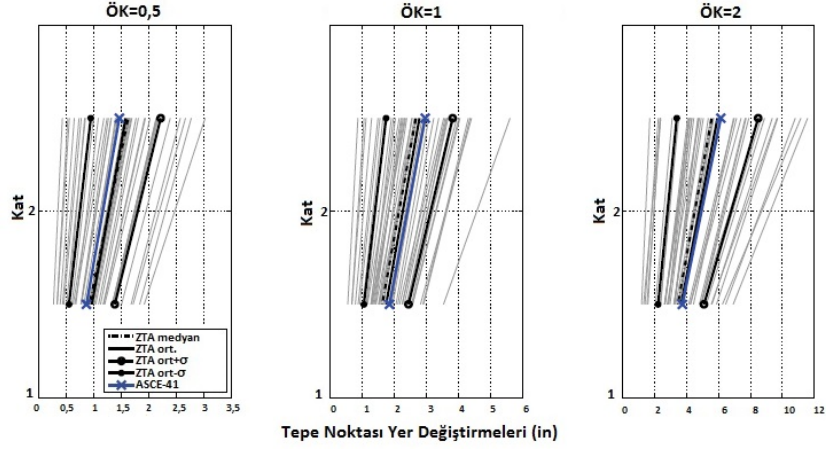 ÖK=0,5
ÖK=1
ÖK=2
Kat
2
1
0 0,5 1 1,5 2 2,5 3 3,5
ZTA medyan
ZTA ort.
ZTA ort+σ
ZTA ort-σ
ASCE-41
Kat
2
1
0 1 2 3 4 5 6
Kat
2
1
0 2 4 6 8 10 12
Tepe Noktası Yer Değiştirmeleri (in)